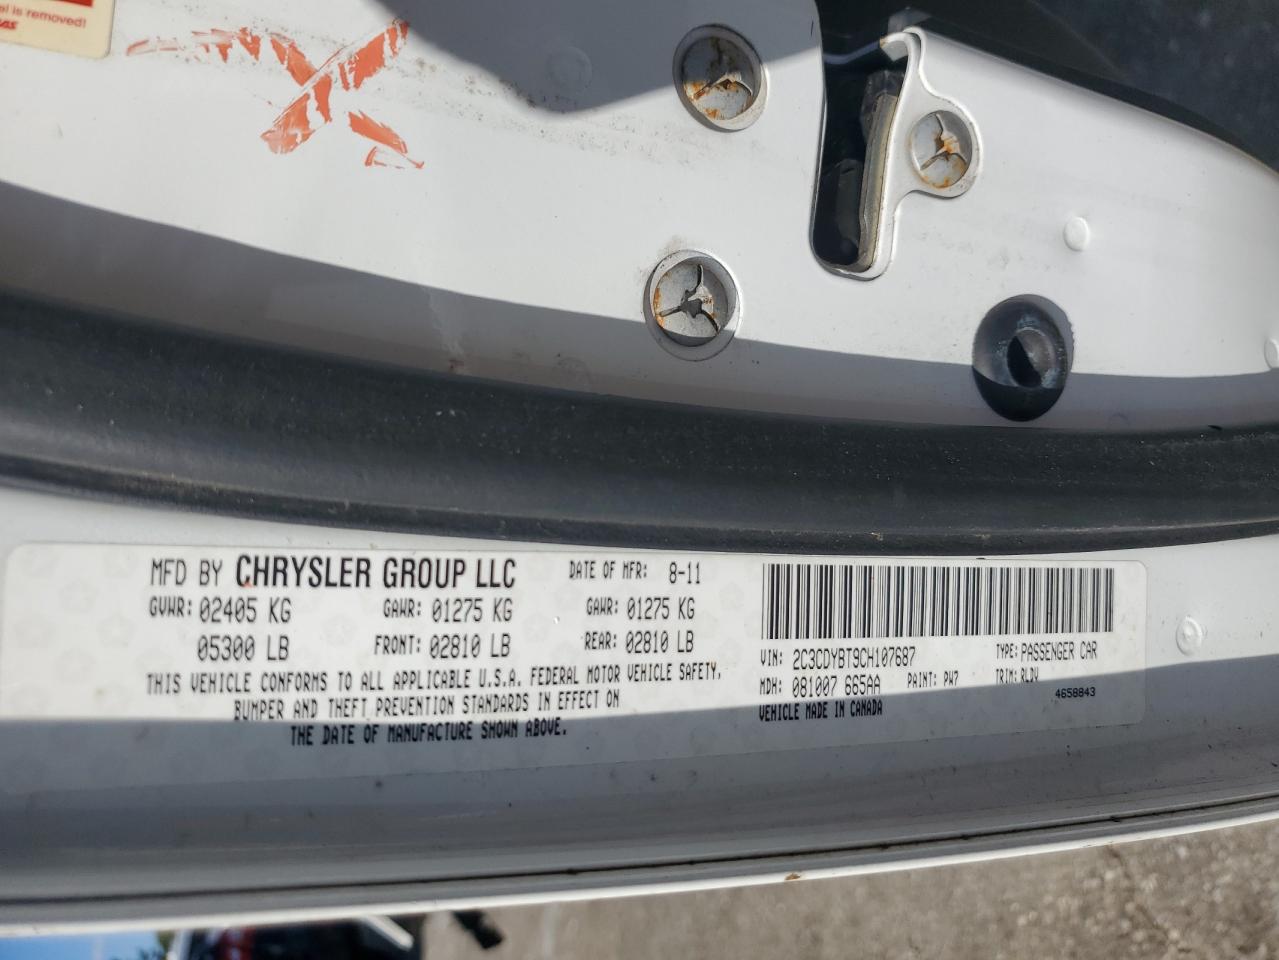 el is removed!
MFD BY CHRYSLER GROUP LLC DATE OF MFR: 8-11
GVWR: 02405 KG GAWR: 01275 KG GAWR: 01275 KG
05300 LB FRONT: 02810 LB REAR: 02810 LB
THIS VEHICLE CONFORMS TO ALL APPLICABLE U.S.A. FEDERAL MOTOR VEHICLE SAFETY,
BUMPER AND THEFT PREVENTION STANDARDS IN EFFECT ON
THE DATE OF MANUFACTURE SHOWN ABOVE.
VIN: 2C3CDYBT9CH107687 TYPE: PASSENGER CAR
MDH: 081007 665AA PAINT: PW7 TRIM: RLDV
VEHICLE MADE IN CANADA 4658843